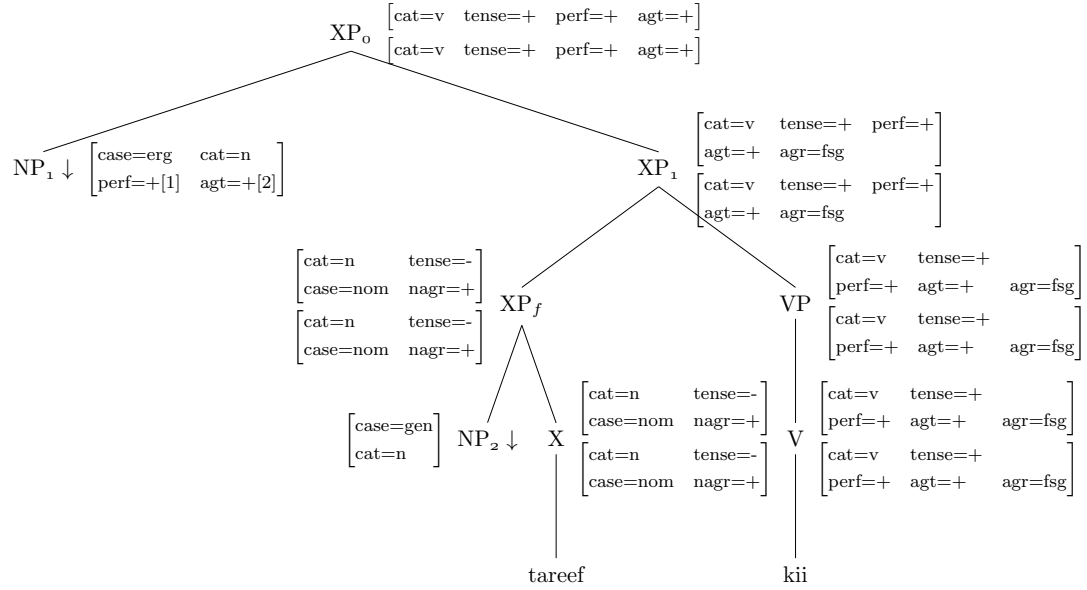 XP₀
[cat=v tense=+ perf=+ agt=+]
[cat=v tense=+ perf=+ agt=+]
NP₁ ↓
[case=erg cat=n
perf=+[1] agt=+[2]]
XP₁
[cat=v tense=+ perf=+
agt=+ agr=fsg]
[cat=v tense=+ perf=+
agt=+ agr=fsg]
[cat=n tense=-
case=nom nagr=+]
[cat=n tense=-
case=nom nagr=+]
XP_f
VP
[cat=v tense=+
perf=+ agt=+ agr=fsg]
[cat=v tense=+
perf=+ agt=+ agr=fsg]
[case=gen
cat=n]
NP₂ ↓
X
[cat=n tense=-
case=nom nagr=+]
[cat=n tense=-
case=nom nagr=+]
V
[cat=v tense=+
perf=+ agt=+ agr=fsg]
[cat=v tense=+
perf=+ agt=+ agr=fsg]
tareef kii